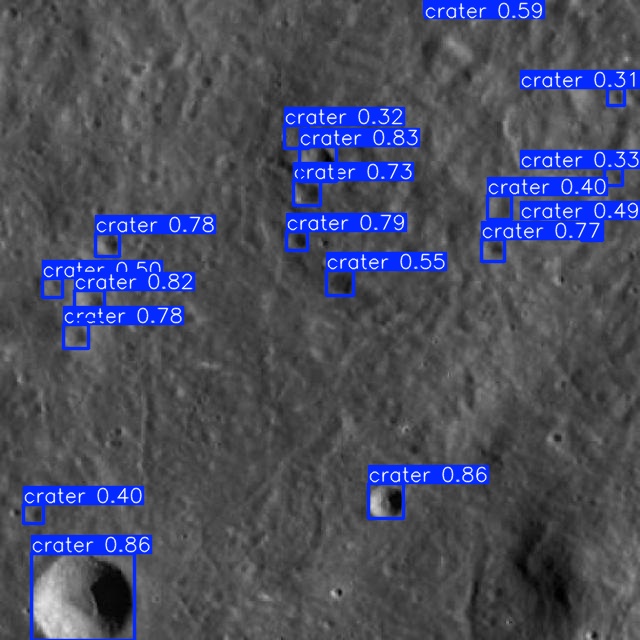 crater 0.59
crater 0.31
crater 0.32
crater 0.83
crater 0.33
crater 0.73
crater 0.40
crater 0.49
crater 0.78
crater 0.79
crater 0.77
crater 0.55
crater 0.50
crater 0.82
crater 0.78
crater 0.86
crater 0.40
crater 0.86